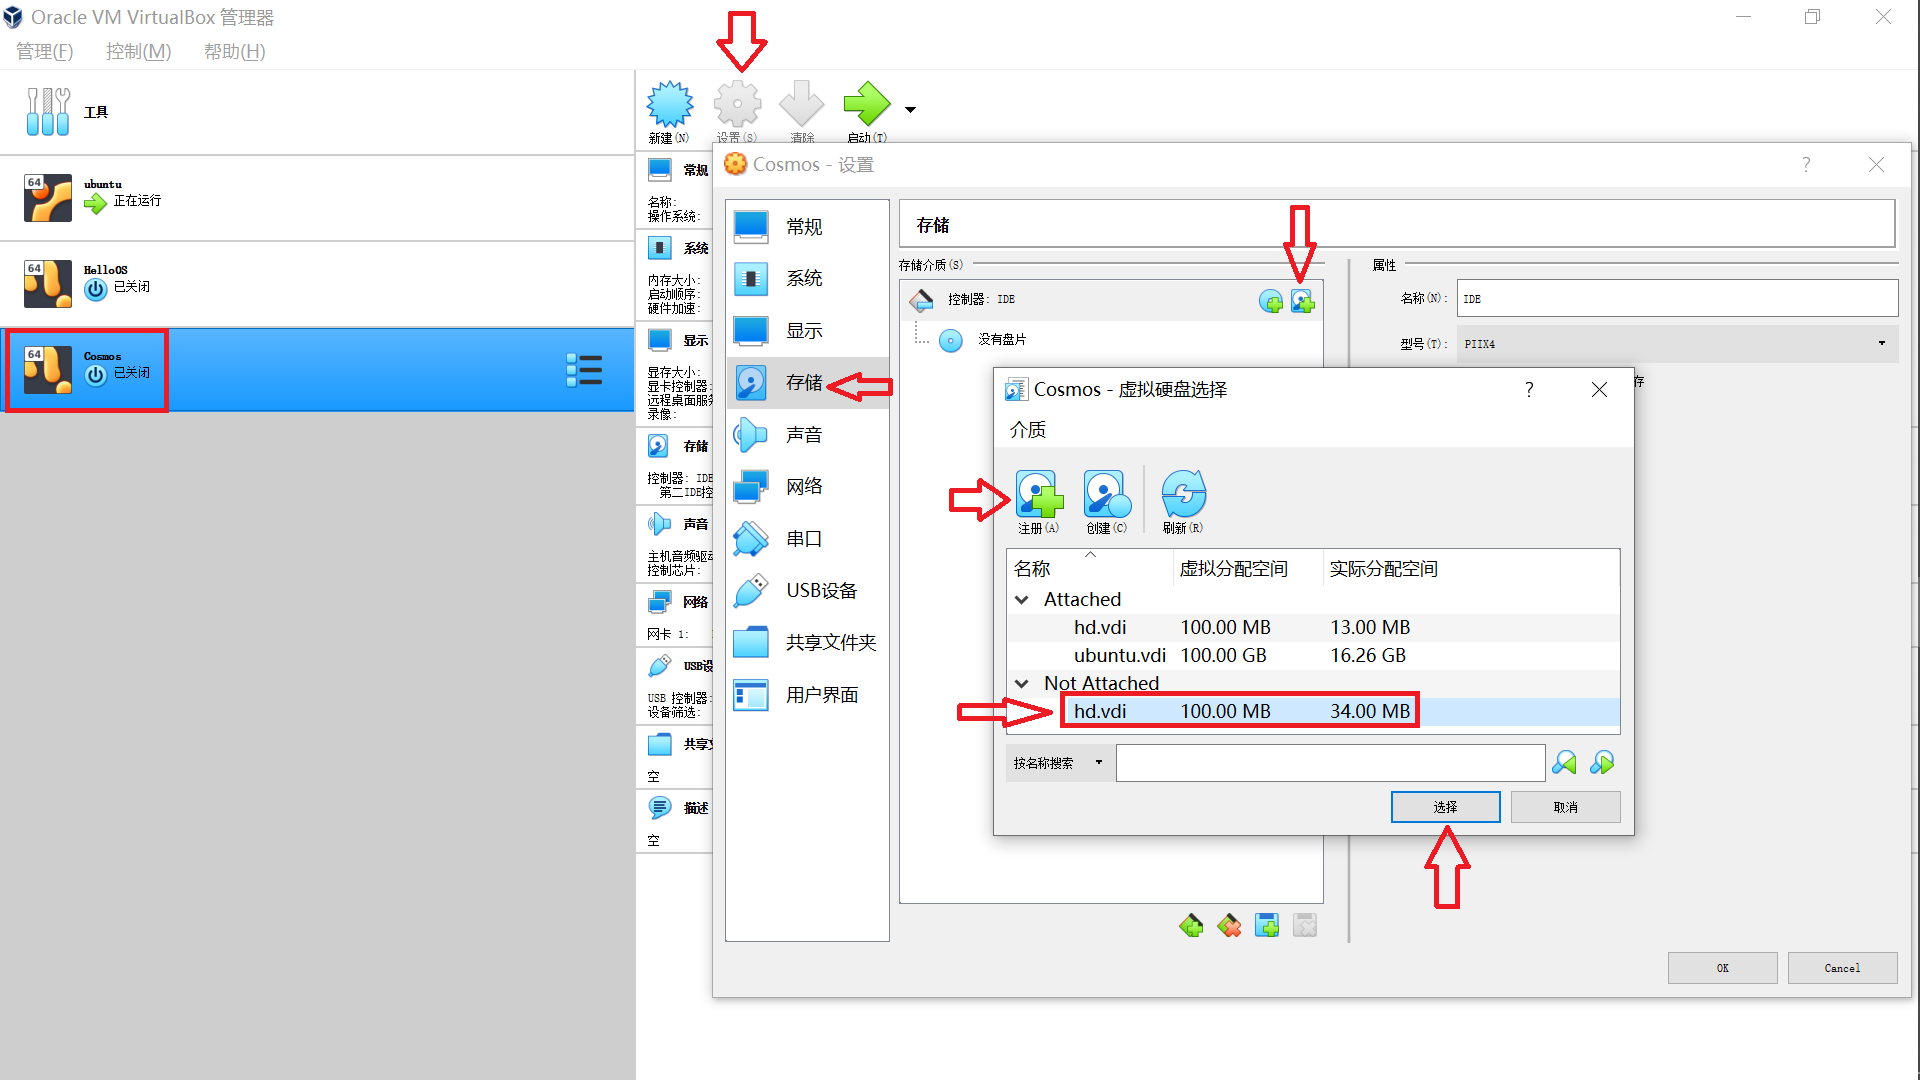 Oracle VM VirtualBox 管理器
管理(F) 控制(M) 帮助(H)
工具
64 ubuntu
正在运行
64 HelloOS
已关闭
64 Cosmos
已关闭
新建(N) 设置(S) 清除 启动(T)
常规
名称:
操作系统:
系统
内存大小:
启动顺序:
硬件加速:
显示
显存大小:
显卡控制器:
远程桌面服务
录像:
存储
控制器: IDE
第二IDE控
声音
主机音频驱动
控制芯片:
网络
网卡 1:
USB设
USB 控制器:
设备筛选:
共享文
空
描述
空
Cosmos - 设置
常规
系统
显示
存储
声音
网络
串口
USB设备
共享文件夹
用户界面
存储
存储介质(S)
控制器: IDE
没有盘片
属性
名称(N): IDE
型号(T): PIIX4
存
Cosmos - 虚拟硬盘选择
介质
注册(A) 创建(C) 刷新(R)
名称 虚拟分配空间 实际分配空间
Attached
hd.vdi 100.00 MB 13.00 MB
ubuntu.vdi 100.00 GB 16.26 GB
Not Attached
hd.vdi 100.00 MB 34.00 MB
按名称搜索
选择 取消
OK Cancel